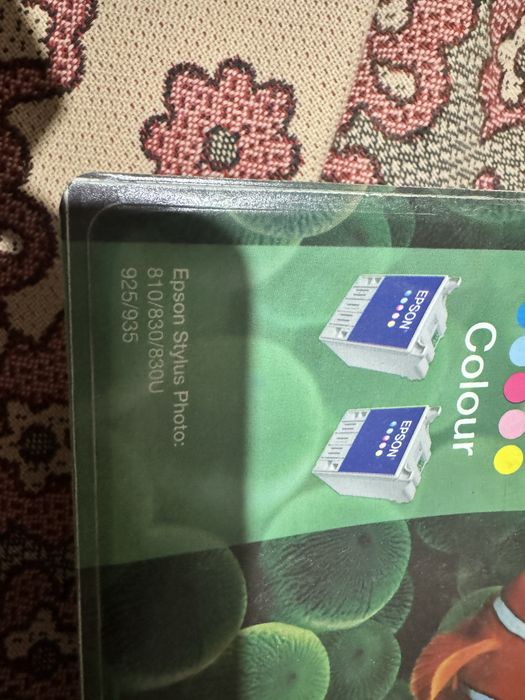 Epson Stylus Photo:
810/830/830U
925/935
EPSON
EPSON
Colour